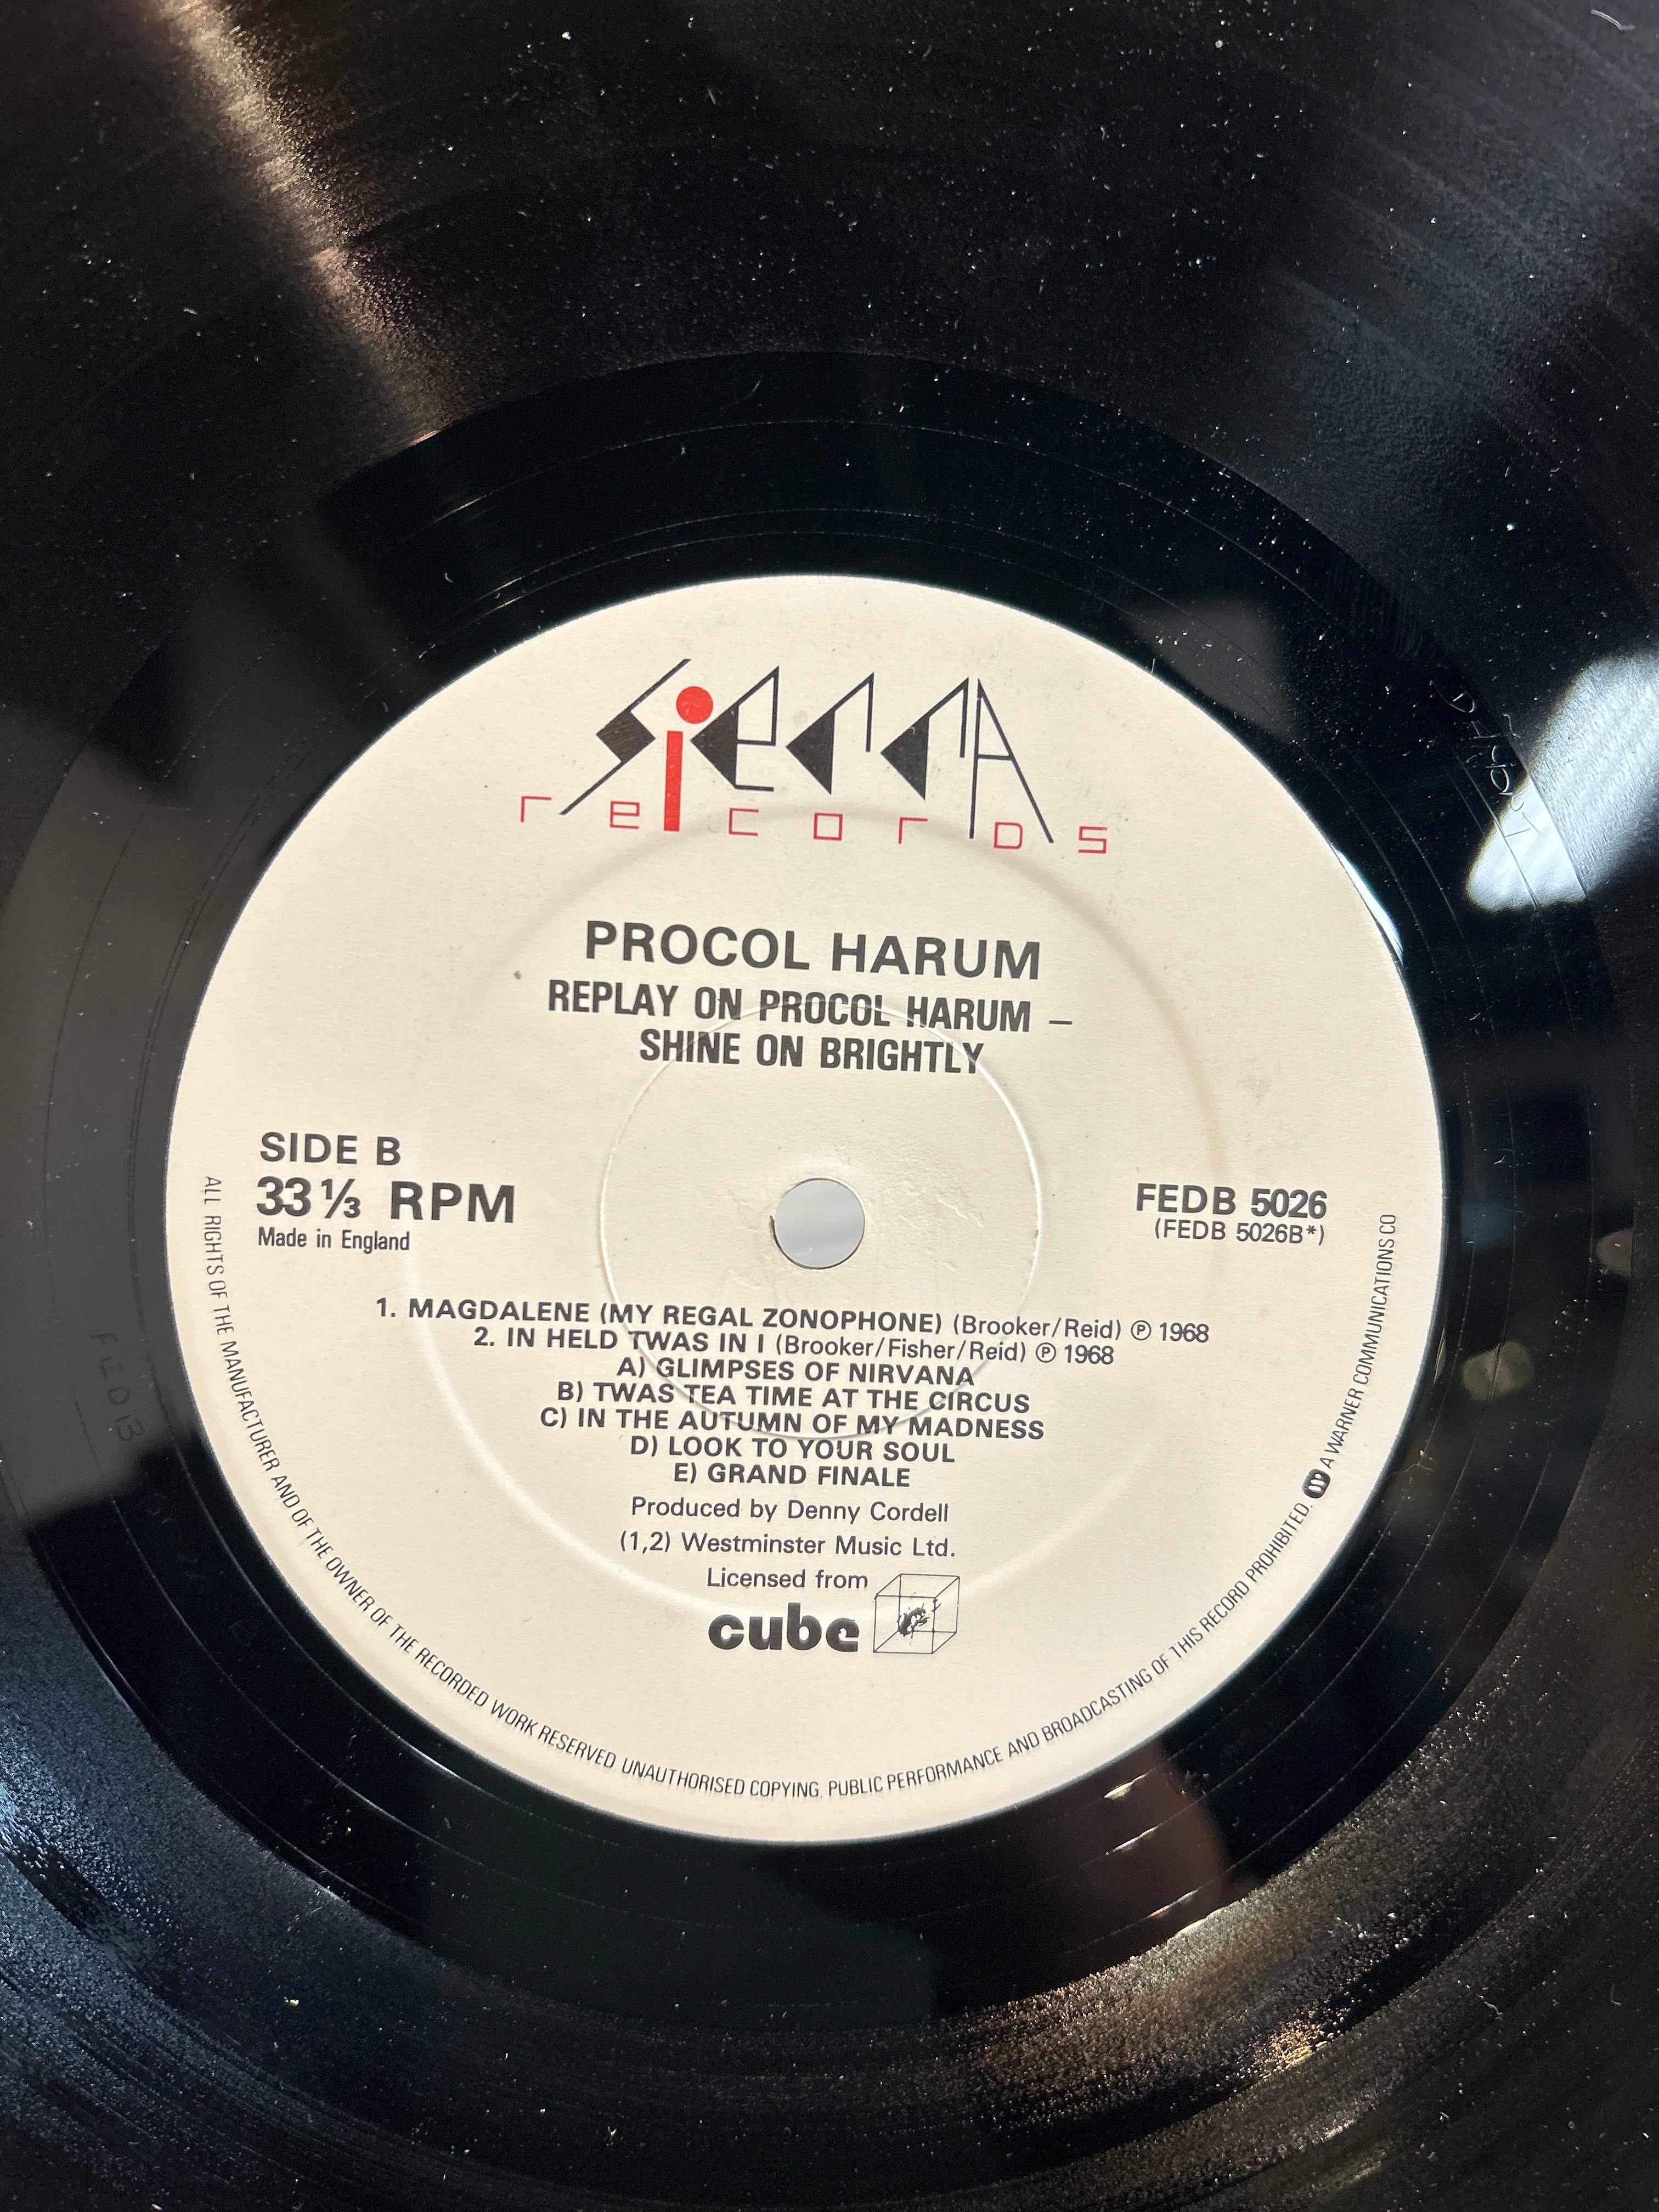 sierra
records
PROCOL HARUM
REPLAY ON PROCOL HARUM –
SHINE ON BRIGHTLY
SIDE B
33⅓ RPM
Made in England
FEDB 5026
(FEDB 5026B*)
1. MAGDALENE (MY REGAL ZONOPHONE) (Brooker/Reid) ℗ 1968
2. IN HELD TWAS IN I (Brooker/Fisher/Reid) ℗ 1968
A) GLIMPSES OF NIRVANA
B) TWAS TEA TIME AT THE CIRCUS
C) IN THE AUTUMN OF MY MADNESS
D) LOOK TO YOUR SOUL
E) GRAND FINALE
Produced by Denny Cordell
(1,2) Westminster Music Ltd.
Licensed from
cube
ALL RIGHTS OF THE MANUFACTURER AND OF THE OWNER OF THE RECORDED WORK RESERVED UNAUTHORISED COPYING, PUBLIC PERFORMANCE AND BROADCASTING OF THIS RECORD PROHIBITED. A WARNER COMMUNICATIONS CO
FEDB